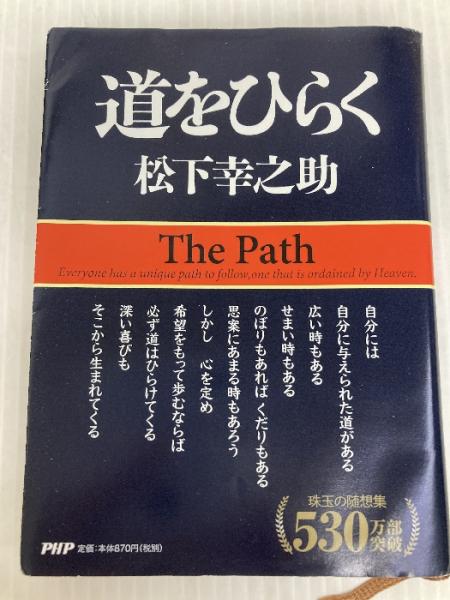 道をひらく
松下幸之助
The Path
Everyone has a unique path to follow, one that is ordained by Heaven.
自分には
自分に与えられた道がある
広い時もある
せまい時もある
のぼりもあれば くだりもある
思案にあまる時もあろう
しかし 心を定め
希望をもって歩むならば
必ず道はひらけてくる
深い喜びも
そこから生まれてくる
珠玉の随想集
530万部突破
PHP 定価:本体870円(税別)